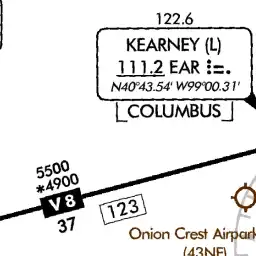 122.6
KEARNEY (L)
111.2 EAR
N40°43.54' W99°00.31'
COLUMBUS
5500
*4900
V8
123
37
Onion Crest Airpark
(43NE)